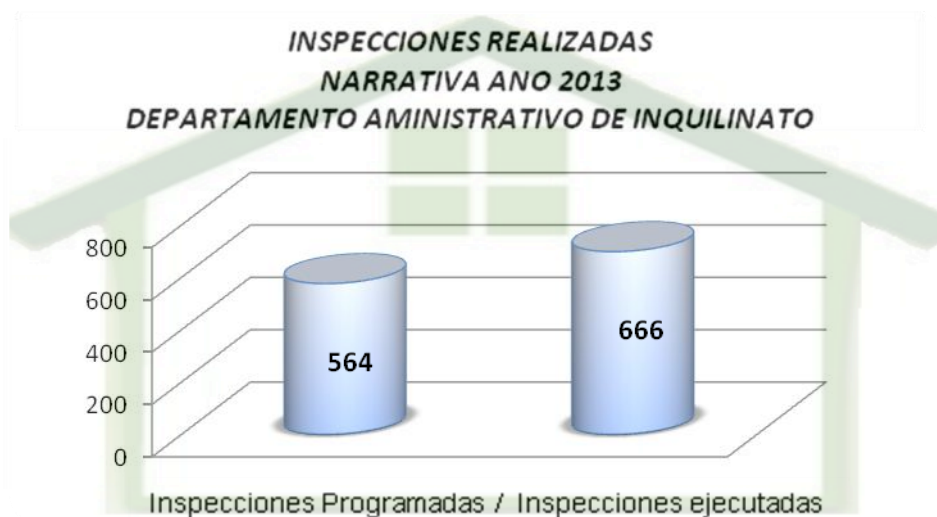 INSPECCIONES REALIZADAS
NARRATIVA ANO 2013
DEPARTAMENTO AMINISTRATIVO DE INQUILINATO
800
600
400
200
0
564
666
Inspecciones Programadas / Inspecciones ejecutadas